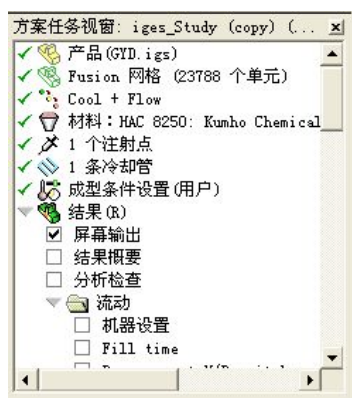 方案任务视窗: iges_Study (copy) (...
产品(GYD.igs)
Fusion 网格 (23788 个单元)
Cool + Flow
材料：HAC 8250: Kumho Chemical
1 个注射点
1 条冷却管
成型条件设置(用户)
结果(R)
屏幕输出
结果概要
分析检查
流动
机器设置
Fill time